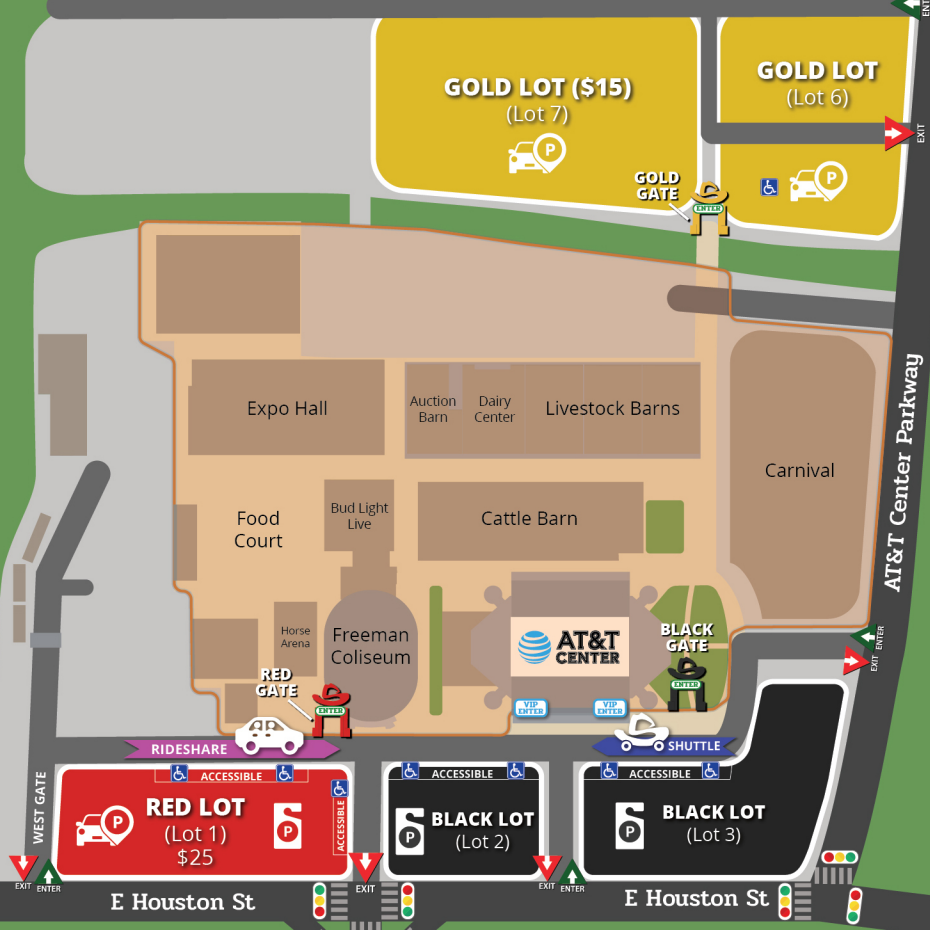 ENT
GOLD LOT ($15)
(Lot 7)
P
GOLD LOT
(Lot 6)
EXIT
P
GOLD
GATE
ENTER
Expo Hall
Auction
Barn
Dairy
Center
Livestock Barns
Carnival
AT&T Center Parkway
Food
Court
Bud Light
Live
Cattle Barn
Horse
Arena
Freeman
Coliseum
AT&T
CENTER
BLACK
GATE
ENTER
ENTER
EXIT
RED
GATE
ENTER
VIP
ENTER
VIP
ENTER
RIDESHARE
SHUTTLE
WEST GATE
ACCESSIBLE
RED LOT
(Lot 1)
$25
P
P
ACCESSIBLE
ACCESSIBLE
BLACK LOT
(Lot 2)
P
ACCESSIBLE
BLACK LOT
(Lot 3)
P
EXIT
ENTER
EXIT
EXIT
ENTER
E Houston St
E Houston St